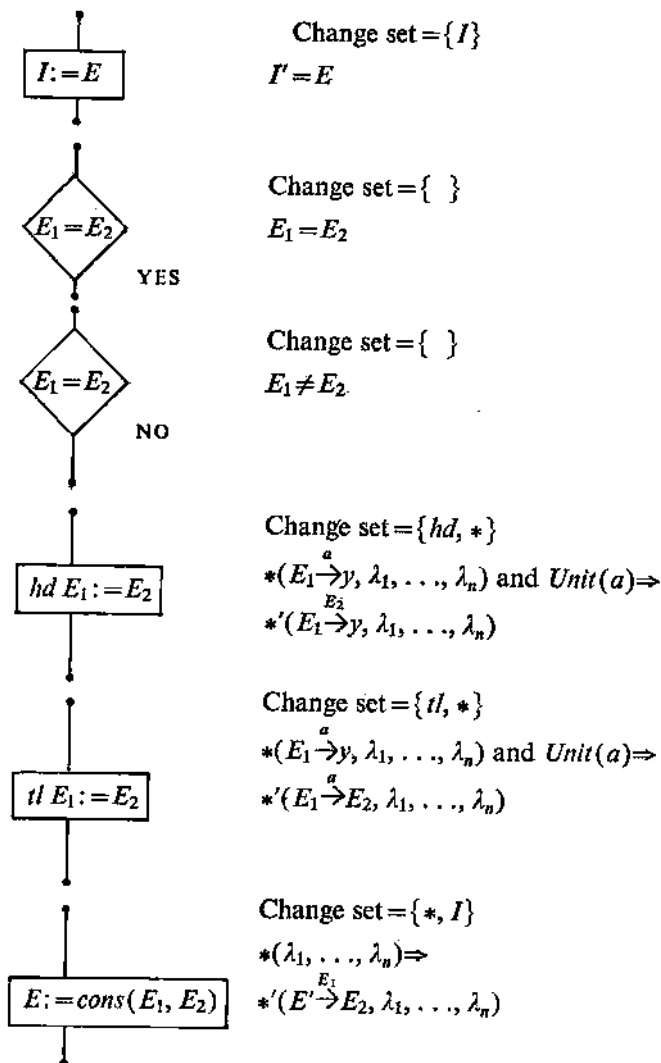 Change set = {I}
I := E
I' = E
Change set = { }
E₁ = E₂
E₁ = E₂
YES
Change set = { }
E₁ = E₂
E₁ ≠ E₂
NO
Change set = {hd, *}
*(E₁ →ᵃ y, λ₁, . . ., λₙ) and Unit(a) ⇒
hd E₁ := E₂
*'(E₁ →^E₂ y, λ₁, . . ., λₙ)
Change set = {tl, *}
*(E₁ →ᵃ y, λ₁, . . ., λₙ) and Unit(a) ⇒
tl E₁ := E₂
*'(E₁ →ᵃ E₂, λ₁, . . ., λₙ)
Change set = {*, I}
*(λ₁, . . ., λₙ) ⇒
E := cons(E₁, E₂)
*'(E' →^E₁ E₂, λ₁, . . ., λₙ)